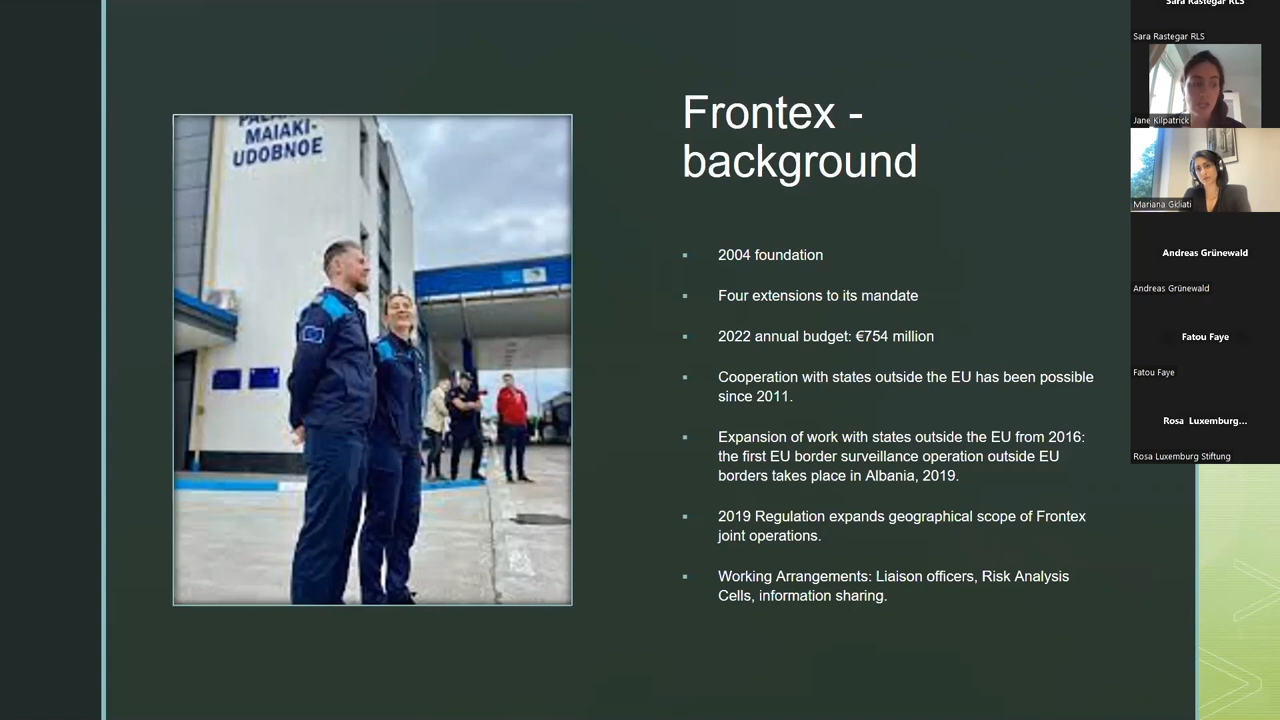 MAIAKI-
UDOBNOE
Frontex -
background
▪ 2004 foundation
▪ Four extensions to its mandate
▪ 2022 annual budget: €754 million
▪ Cooperation with states outside the EU has been possible
since 2011.
▪ Expansion of work with states outside the EU from 2016:
the first EU border surveillance operation outside EU
borders takes place in Albania, 2019.
▪ 2019 Regulation expands geographical scope of Frontex
joint operations.
▪ Working Arrangements: Liaison officers, Risk Analysis
Cells, information sharing.
Sara Rastegar RLS
Sara Rastegar RLS
Jane Kilpatrick
Mariana Gkliati
Andreas Grünewald
Andreas Grünewald
Fatou Faye
Fatou Faye
Rosa Luxemburg...
Rosa Luxemburg Stiftung